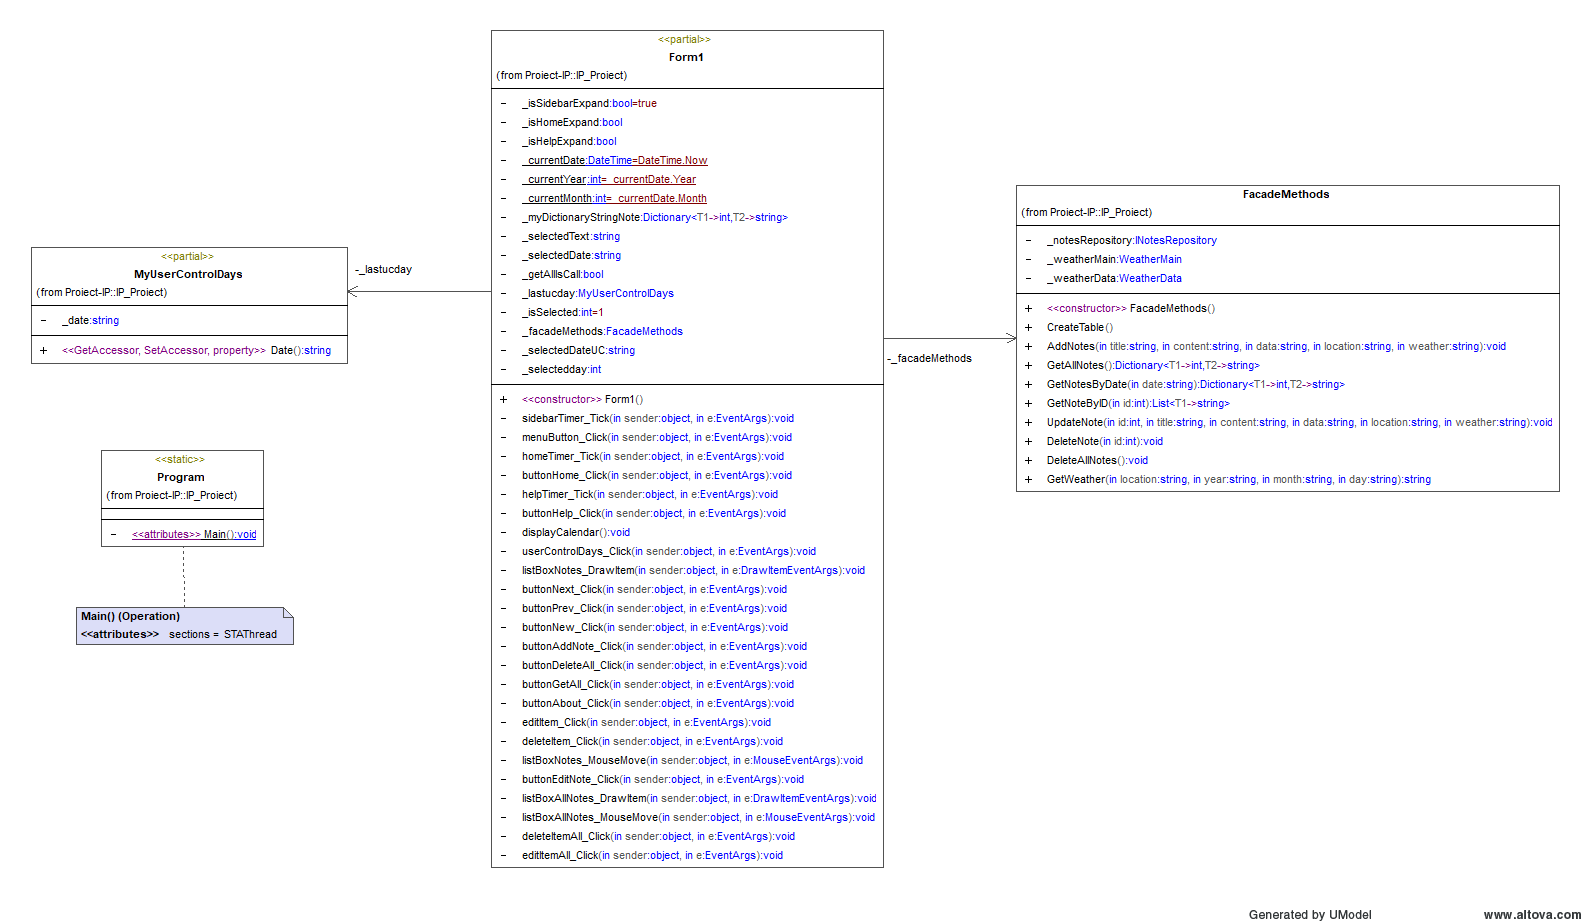 <<partial>>
Form1
(from Proiect-IP::IP_Proiect)
- _isSidebarExpand:bool=true
- _isHomeExpand:bool
- _isHelpExpand:bool
- _currentDate:DateTime=DateTime.Now
- _currentYear:int=_currentDate.Year
- _currentMonth:int=_currentDate.Month
- _myDictionaryStringNote:Dictionary<T1->int,T2->string>
- _selectedText:string
- _selectedDate:string
- _getAllIsCall:bool
- _lastucday:MyUserControlDays
- _isSelected:int=1
- _facadeMethods:FacadeMethods
- _selectedDateUC:string
- _selectedday:int
+ <<constructor>> Form1()
- sidebarTimer_Tick(in sender:object, in e:EventArgs):void
- menuButton_Click(in sender:object, in e:EventArgs):void
- homeTimer_Tick(in sender:object, in e:EventArgs):void
- buttonHome_Click(in sender:object, in e:EventArgs):void
- helpTimer_Tick(in sender:object, in e:EventArgs):void
- buttonHelp_Click(in sender:object, in e:EventArgs):void
- displayCalendar():void
- userControlDays_Click(in sender:object, in e:EventArgs):void
- listBoxNotes_DrawItem(in sender:object, in e:DrawItemEventArgs):void
- buttonNext_Click(in sender:object, in e:EventArgs):void
- buttonPrev_Click(in sender:object, in e:EventArgs):void
- buttonNew_Click(in sender:object, in e:EventArgs):void
- buttonAddNote_Click(in sender:object, in e:EventArgs):void
- buttonDeleteAll_Click(in sender:object, in e:EventArgs):void
- buttonGetAll_Click(in sender:object, in e:EventArgs):void
- buttonAbout_Click(in sender:object, in e:EventArgs):void
- editItem_Click(in sender:object, in e:EventArgs):void
- deleteItem_Click(in sender:object, in e:EventArgs):void
- listBoxNotes_MouseMove(in sender:object, in e:MouseEventArgs):void
- buttonEditNote_Click(in sender:object, in e:EventArgs):void
- listBoxAllNotes_DrawItem(in sender:object, in e:DrawItemEventArgs):void
- listBoxAllNotes_MouseMove(in sender:object, in e:MouseEventArgs):void
- deleteItemAll_Click(in sender:object, in e:EventArgs):void
- editItemAll_Click(in sender:object, in e:EventArgs):void
<<partial>>
MyUserControlDays
(from Proiect-IP::IP_Proiect)
- _date:string
+ <<GetAccessor, SetAccessor, property>> Date():string
-_lastucday
<<static>>
Program
(from Proiect-IP::IP_Proiect)
- <<attributes>> Main():void
Main() (Operation)
<<attributes>> sections = STAThread
-_facadeMethods
FacadeMethods
(from Proiect-IP::IP_Proiect)
- _notesRepository:INotesRepository
- _weatherMain:WeatherMain
- _weatherData:WeatherData
+ <<constructor>> FacadeMethods()
+ CreateTable()
+ AddNotes(in title:string, in content:string, in data:string, in location:string, in weather:string):void
+ GetAllNotes():Dictionary<T1->int,T2->string>
+ GetNotesByDate(in date:string):Dictionary<T1->int,T2->string>
+ GetNoteByID(in id:int):List<T1->string>
+ UpdateNote(in id:int, in title:string, in content:string, in data:string, in location:string, in weather:string):void
+ DeleteNote(in id:int):void
+ DeleteAllNotes():void
+ GetWeather(in location:string, in year:string, in month:string, in day:string):string
Generated by UModel www.altova.com